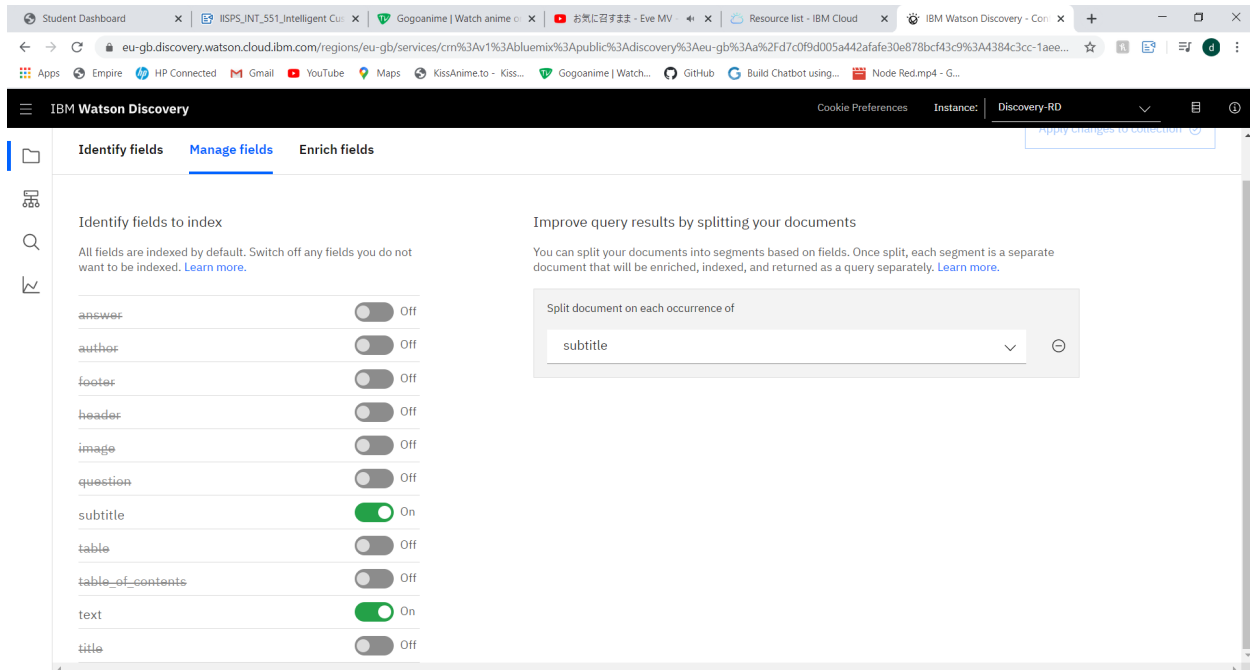 Student Dashboard
IISPS_INT_551_Intelligent Cus
Gogoanime | Watch anime o
お気に召すまま - Eve MV -
Resource list - IBM Cloud
IBM Watson Discovery - Con
eu-gb.discovery.watson.cloud.ibm.com/regions/eu-gb/services/crn%3Av1%3Abluemix%3Apublic%3Adiscovery%3Aeu-gb%3Aa%2Fd7c0f9d005a442afafe30e878bcf43c9%3A4384c3cc-1aee...
d
Apps
Empire
HP Connected
Gmail
YouTube
Maps
KissAnime.to - Kiss...
Gogoanime | Watch...
GitHub
Build Chatbot using...
Node Red.mp4 - G...
IBM Watson Discovery
Cookie Preferences
Instance:
Discovery-RD
Identify fields
Manage fields
Enrich fields
Apply changes to collection
Identify fields to index
All fields are indexed by default. Switch off any fields you do not
want to be indexed. Learn more.
answer Off
author Off
footer Off
header Off
image Off
question Off
subtitle On
table Off
table_of_contents Off
text On
title Off
Improve query results by splitting your documents
You can split your documents into segments based on fields. Once split, each segment is a separate
document that will be enriched, indexed, and returned as a query separately. Learn more.
Split document on each occurrence of
subtitle